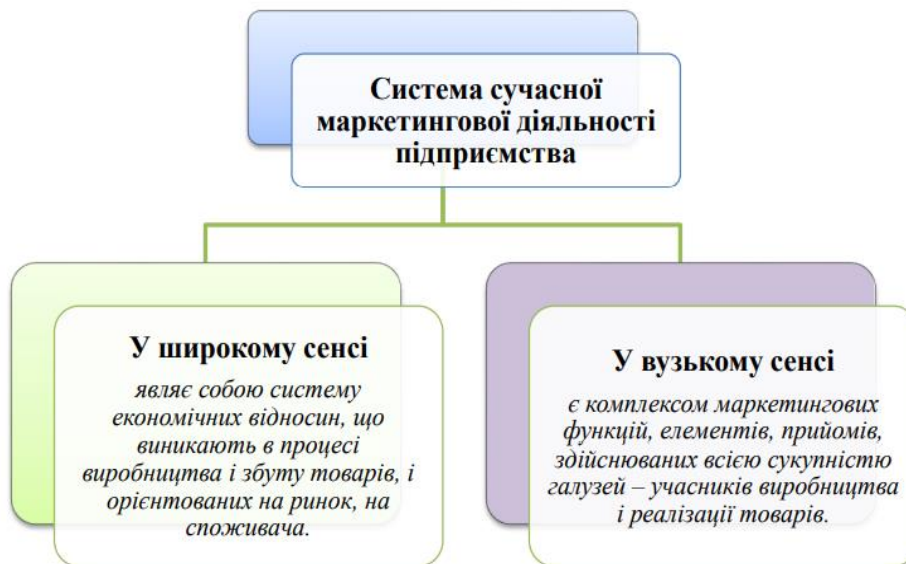 Система сучасної
маркетингової діяльності
підприємства
У широкому сенсі
являє собою систему
економічних відносин, що
виникають в процесі
виробництва і збуту товарів, і
орієнтованих на ринок, на
споживача.
У вузькому сенсі
є комплексом маркетингових
функцій, елементів, прийомів,
здійснюваних всією сукупністю
галузей – учасників виробництва
і реалізації товарів.